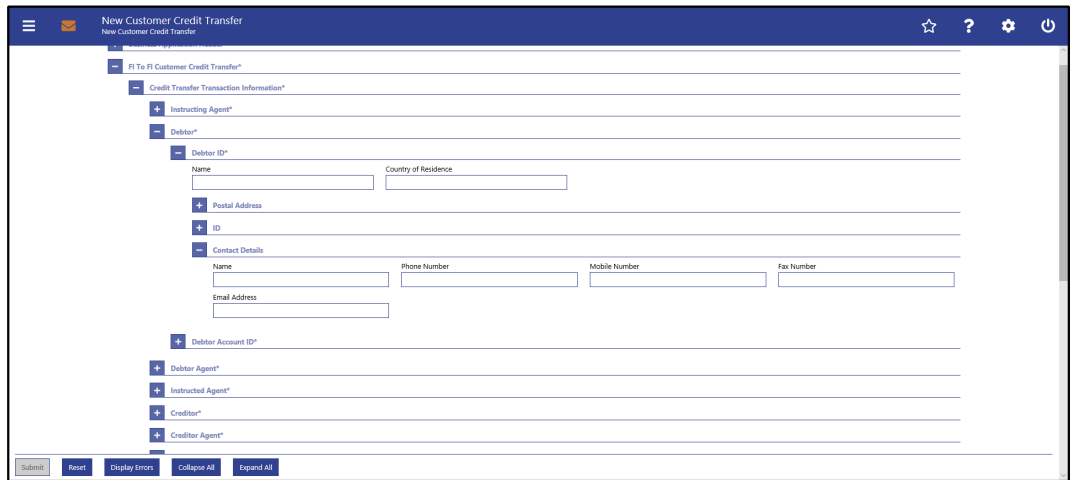 New Customer Credit Transfer
New Customer Credit Transfer
Business Application Header
FI To FI Customer Credit Transfer*
Credit Transfer Transaction Information*
Instructing Agent*
Debtor*
Debtor ID*
Name Country of Residence
Postal Address
ID
Contact Details
Name Phone Number Mobile Number Fax Number
Email Address
Debtor Account ID*
Debtor Agent*
Instructed Agent*
Creditor*
Creditor Agent*
Submit Reset Display Errors Collapse All Expand All